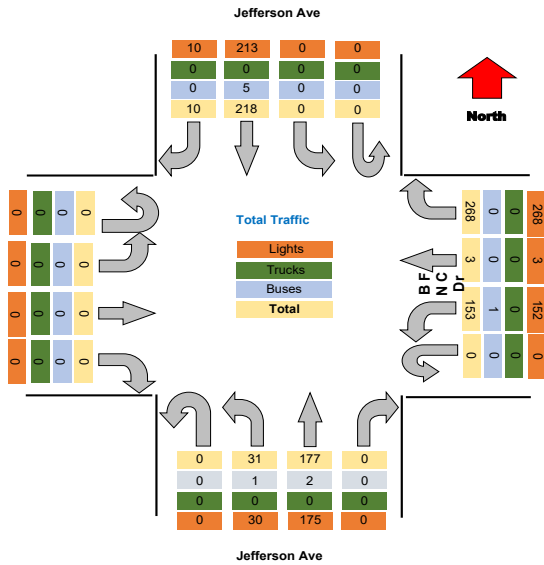 Jefferson Ave
10 213 0 0
0 0 0 0
0 5 0 0
10 218 0 0
North
0 0 0 0
0 0 0 0
0 0 0 0
0 0 0 0
Total Traffic
Lights
Trucks
Buses
Total
BF
NC
Dr
268 0 0 268
3 0 0 3
153 1 0 152
0 0 0 0
0 31 177 0
0 1 2 0
0 0 0 0
0 30 175 0
Jefferson Ave